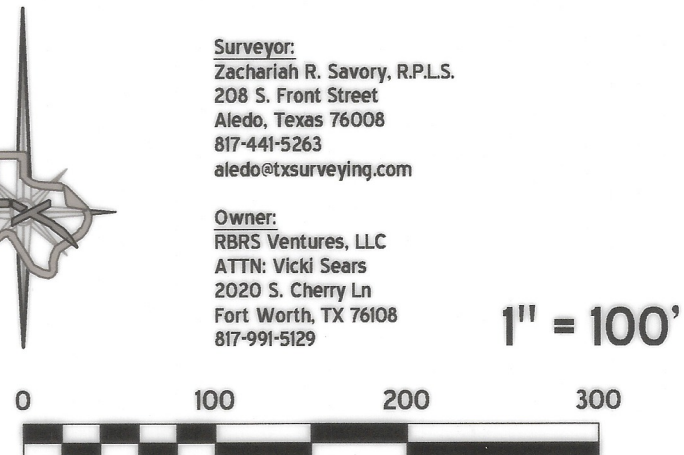 Surveyor:
Zachariah R. Savory, R.P.L.S.
208 S. Front Street
Aledo, Texas 76008
817-441-5263
aledo@txsurveying.com
Owner:
RBRS Ventures, LLC
ATTN: Vicki Sears
2020 S. Cherry Ln
Fort Worth, TX 76108
817-991-5129
1" = 100'
0 100 200 300